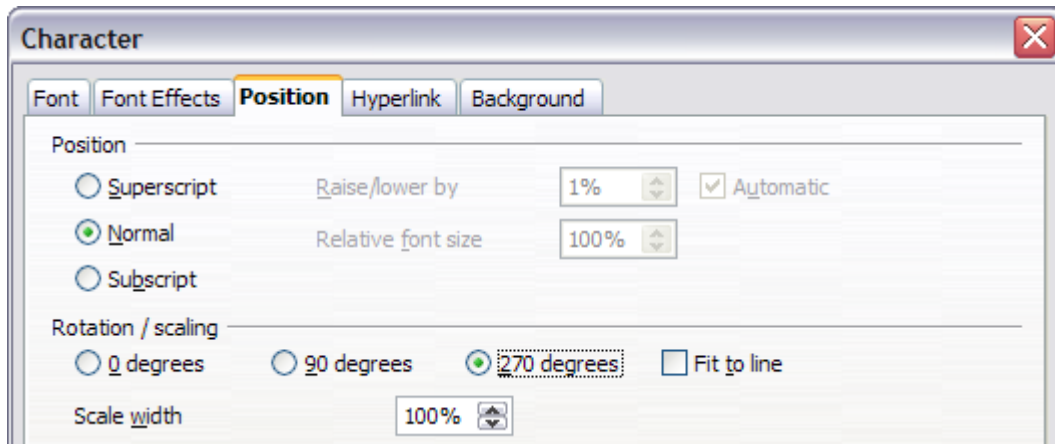 Character
Font Font Effects Position Hyperlink Background
Position
Superscript Raise/lower by 1% Automatic
Normal Relative font size 100%
Subscript
Rotation / scaling
0 degrees 90 degrees 270 degrees Fit to line
Scale width 100%